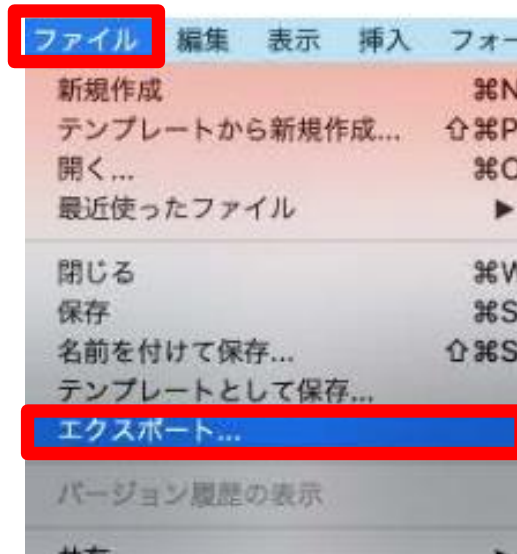 ファイル 編集 表示 挿入 フォー
新規作成 ⌘N
テンプレートから新規作成... ⇧⌘P
開く... ⌘O
最近使ったファイル ▶
閉じる ⌘W
保存 ⌘S
名前を付けて保存... ⇧⌘S
テンプレートとして保存...
エクスポート...
バージョン履歴の表示
共有 ▶